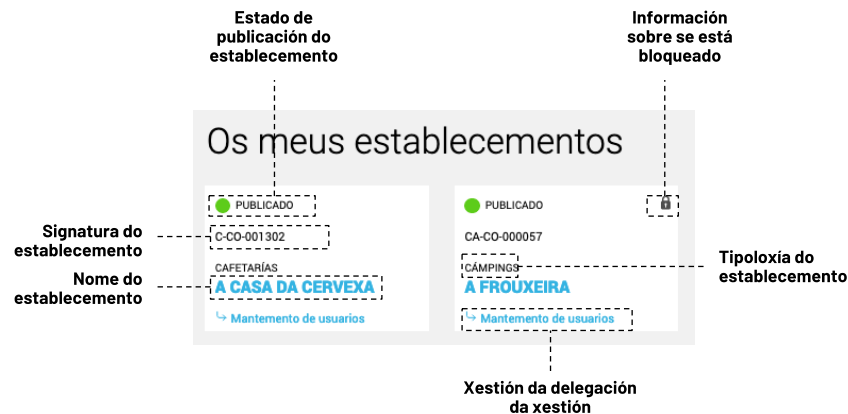 Estado de
publicación do
establecemento
Información
sobre se está
bloqueado
Os meus establecementos
PUBLICADO
C-CO-001302
CAFETARÍAS
A CASA DA CERVEXA
Mantemento de usuarios
PUBLICADO
CA-CO-000057
CÁMPINGS
A FROUXEIRA
Mantemento de usuarios
Signatura do
establecemento
Nome do
establecemento
Tipoloxía do
establecemento
Xestión da delegación
da xestión